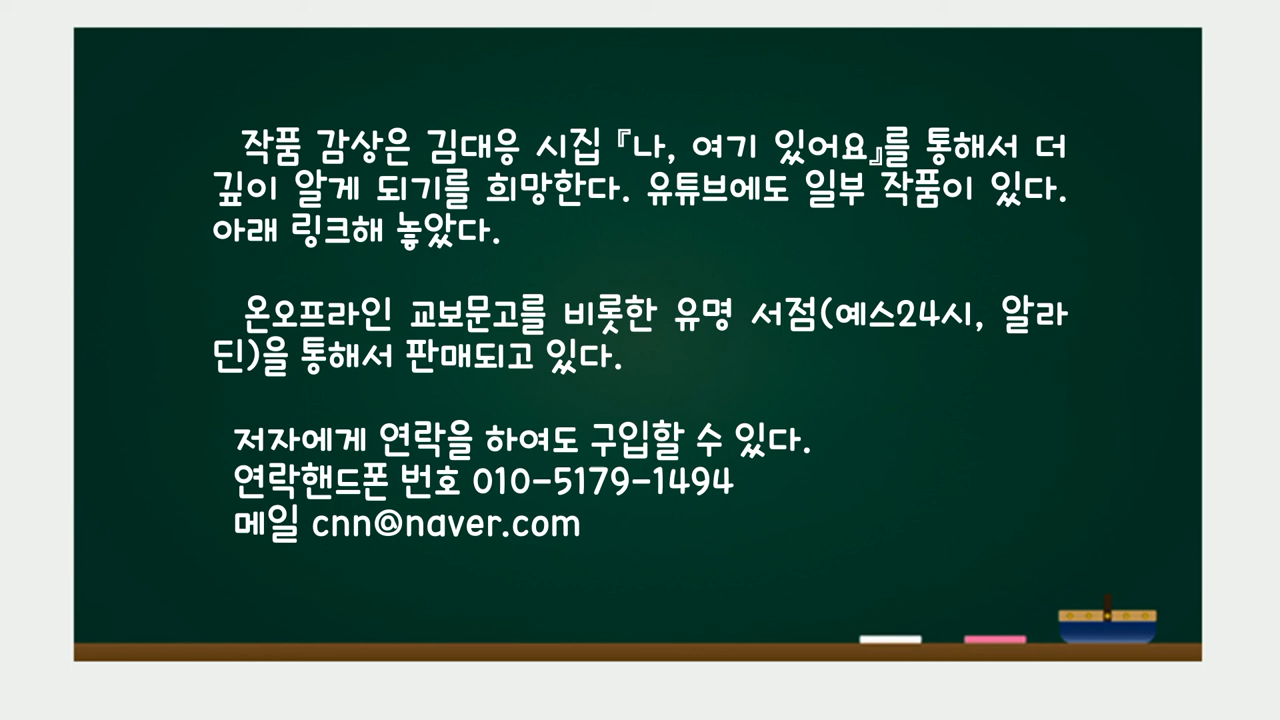 작품 감상은 김대응 시집 『나, 여기 있어요』를 통해서 더
깊이 알게 되기를 희망한다. 유튜브에도 일부 작품이 있다.
아래 링크해 놓았다.
온오프라인 교보문고를 비롯한 유명 서점(예스24시, 알라
딘)을 통해서 판매되고 있다.
저자에게 연락을 하여도 구입할 수 있다.
연락핸드폰 번호 010-5179-1494
메일 cnn@naver.com